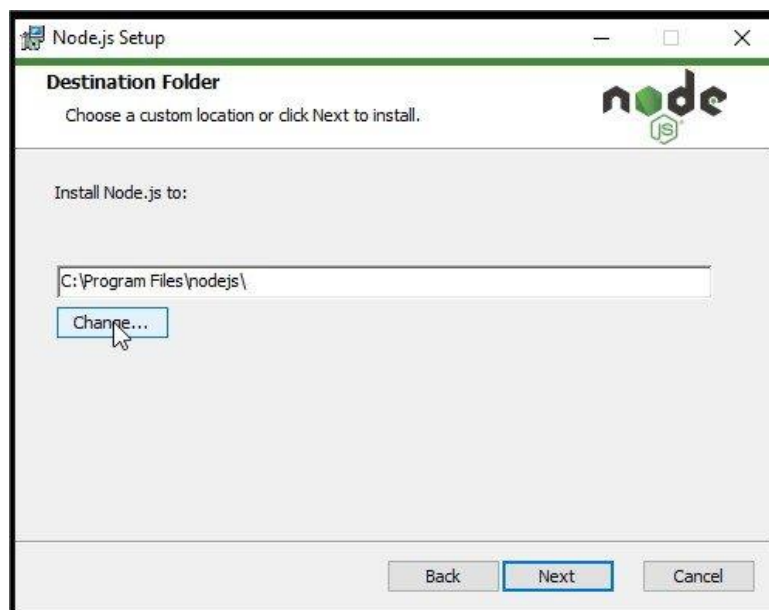 Node.js Setup
Destination Folder
Choose a custom location or click Next to install.
node
JS
Install Node.js to:
C:\Program Files\nodejs\
Change...
Back Next Cancel